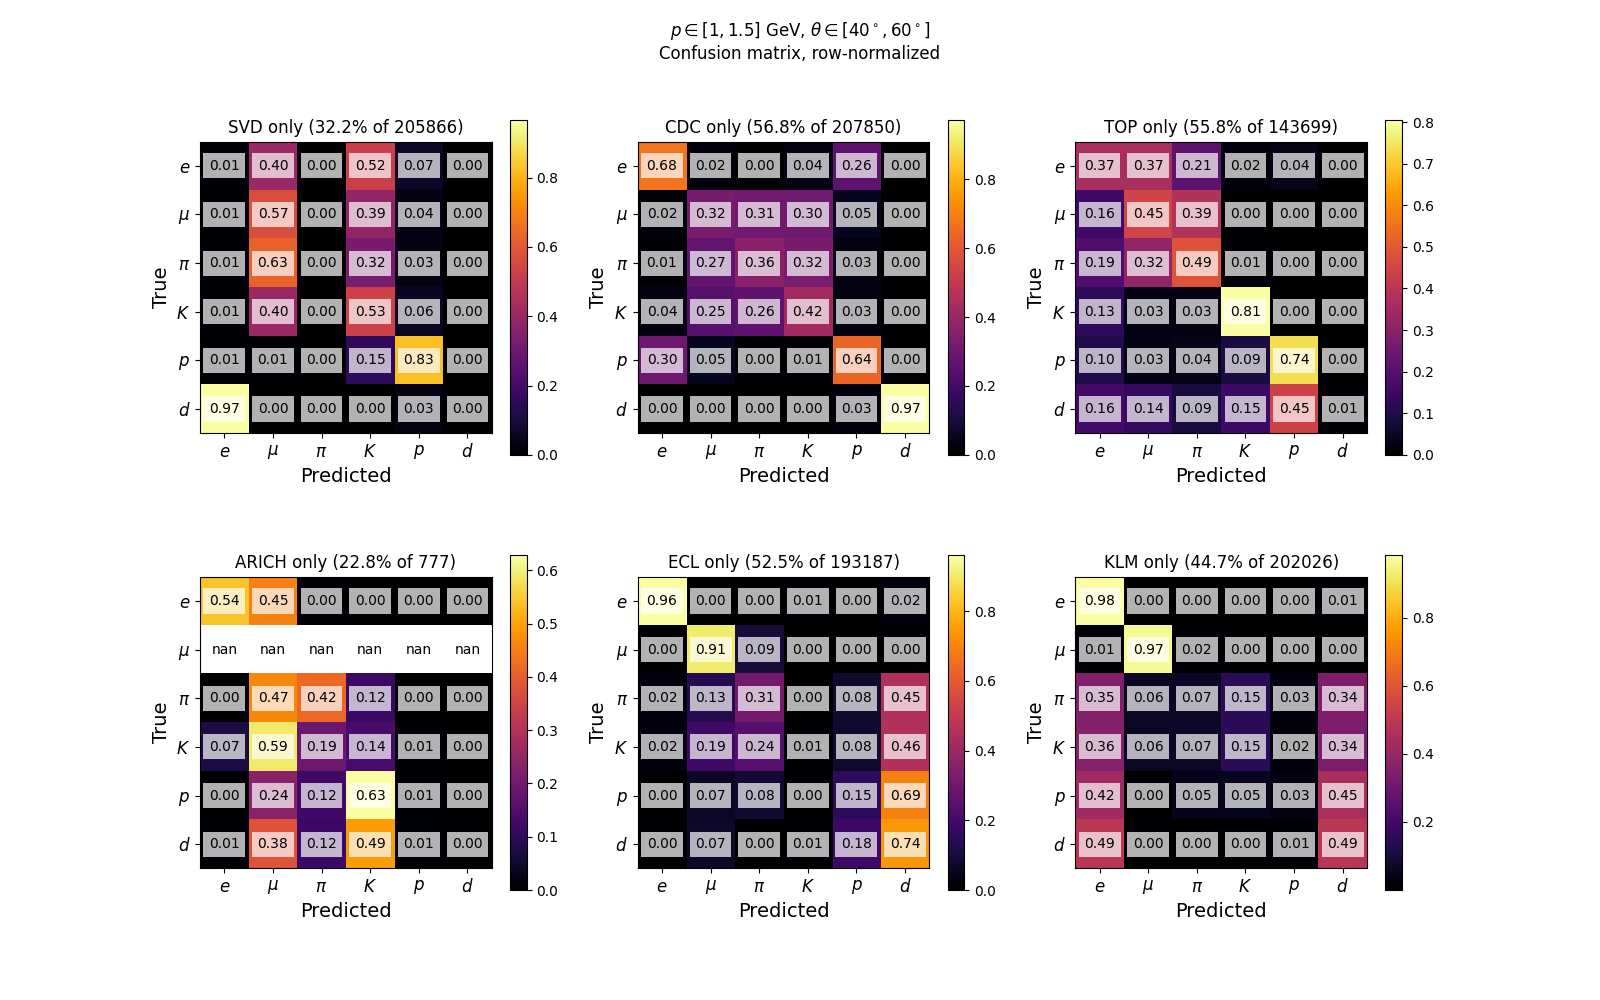 p ∈ [1, 1.5] GeV, θ ∈ [40°, 60°]
Confusion matrix, row-normalized
SVD only (32.2% of 205866)
True
e 0.01 0.40 0.00 0.52 0.07 0.00
μ 0.01 0.57 0.00 0.39 0.04 0.00
π 0.01 0.63 0.00 0.32 0.03 0.00
K 0.01 0.40 0.00 0.53 0.06 0.00
p 0.01 0.01 0.00 0.15 0.83 0.00
d 0.97 0.00 0.00 0.00 0.03 0.00
e μ π K p d
Predicted
0.8
0.6
0.4
0.2
0.0
CDC only (56.8% of 207850)
True
e 0.68 0.02 0.00 0.04 0.26 0.00
μ 0.02 0.32 0.31 0.30 0.05 0.00
π 0.01 0.27 0.36 0.32 0.03 0.00
K 0.04 0.25 0.26 0.42 0.03 0.00
p 0.30 0.05 0.00 0.01 0.64 0.00
d 0.00 0.00 0.00 0.00 0.03 0.97
e μ π K p d
Predicted
0.8
0.6
0.4
0.2
0.0
TOP only (55.8% of 143699)
True
e 0.37 0.37 0.21 0.02 0.04 0.00
μ 0.16 0.45 0.39 0.00 0.00 0.00
π 0.19 0.32 0.49 0.01 0.00 0.00
K 0.13 0.03 0.03 0.81 0.00 0.00
p 0.10 0.03 0.04 0.09 0.74 0.00
d 0.16 0.14 0.09 0.15 0.45 0.01
e μ π K p d
Predicted
0.8
0.7
0.6
0.5
0.4
0.3
0.2
0.1
0.0
ARICH only (22.8% of 777)
True
e 0.54 0.45 0.00 0.00 0.00 0.00
μ nan nan nan nan nan nan
π 0.00 0.47 0.42 0.12 0.00 0.00
K 0.07 0.59 0.19 0.14 0.01 0.00
p 0.00 0.24 0.12 0.63 0.01 0.00
d 0.01 0.38 0.12 0.49 0.01 0.00
e μ π K p d
Predicted
0.6
0.5
0.4
0.3
0.2
0.1
0.0
ECL only (52.5% of 193187)
True
e 0.96 0.00 0.00 0.01 0.00 0.02
μ 0.00 0.91 0.09 0.00 0.00 0.00
π 0.02 0.13 0.31 0.00 0.08 0.45
K 0.02 0.19 0.24 0.01 0.08 0.46
p 0.00 0.07 0.08 0.00 0.15 0.69
d 0.00 0.07 0.00 0.01 0.18 0.74
e μ π K p d
Predicted
0.8
0.6
0.4
0.2
0.0
KLM only (44.7% of 202026)
True
e 0.98 0.00 0.00 0.00 0.00 0.01
μ 0.01 0.97 0.02 0.00 0.00 0.00
π 0.35 0.06 0.07 0.15 0.03 0.34
K 0.36 0.06 0.07 0.15 0.02 0.34
p 0.42 0.00 0.05 0.05 0.03 0.45
d 0.49 0.00 0.00 0.00 0.01 0.49
e μ π K p d
Predicted
0.8
0.6
0.4
0.2